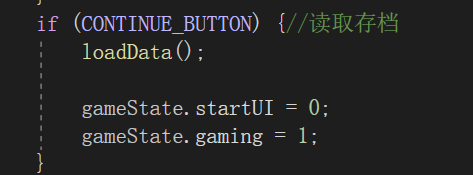 if (CONTINUE_BUTTON) {//读取存档
loadData();
gameState.startUI = 0;
gameState.gaming = 1;
}